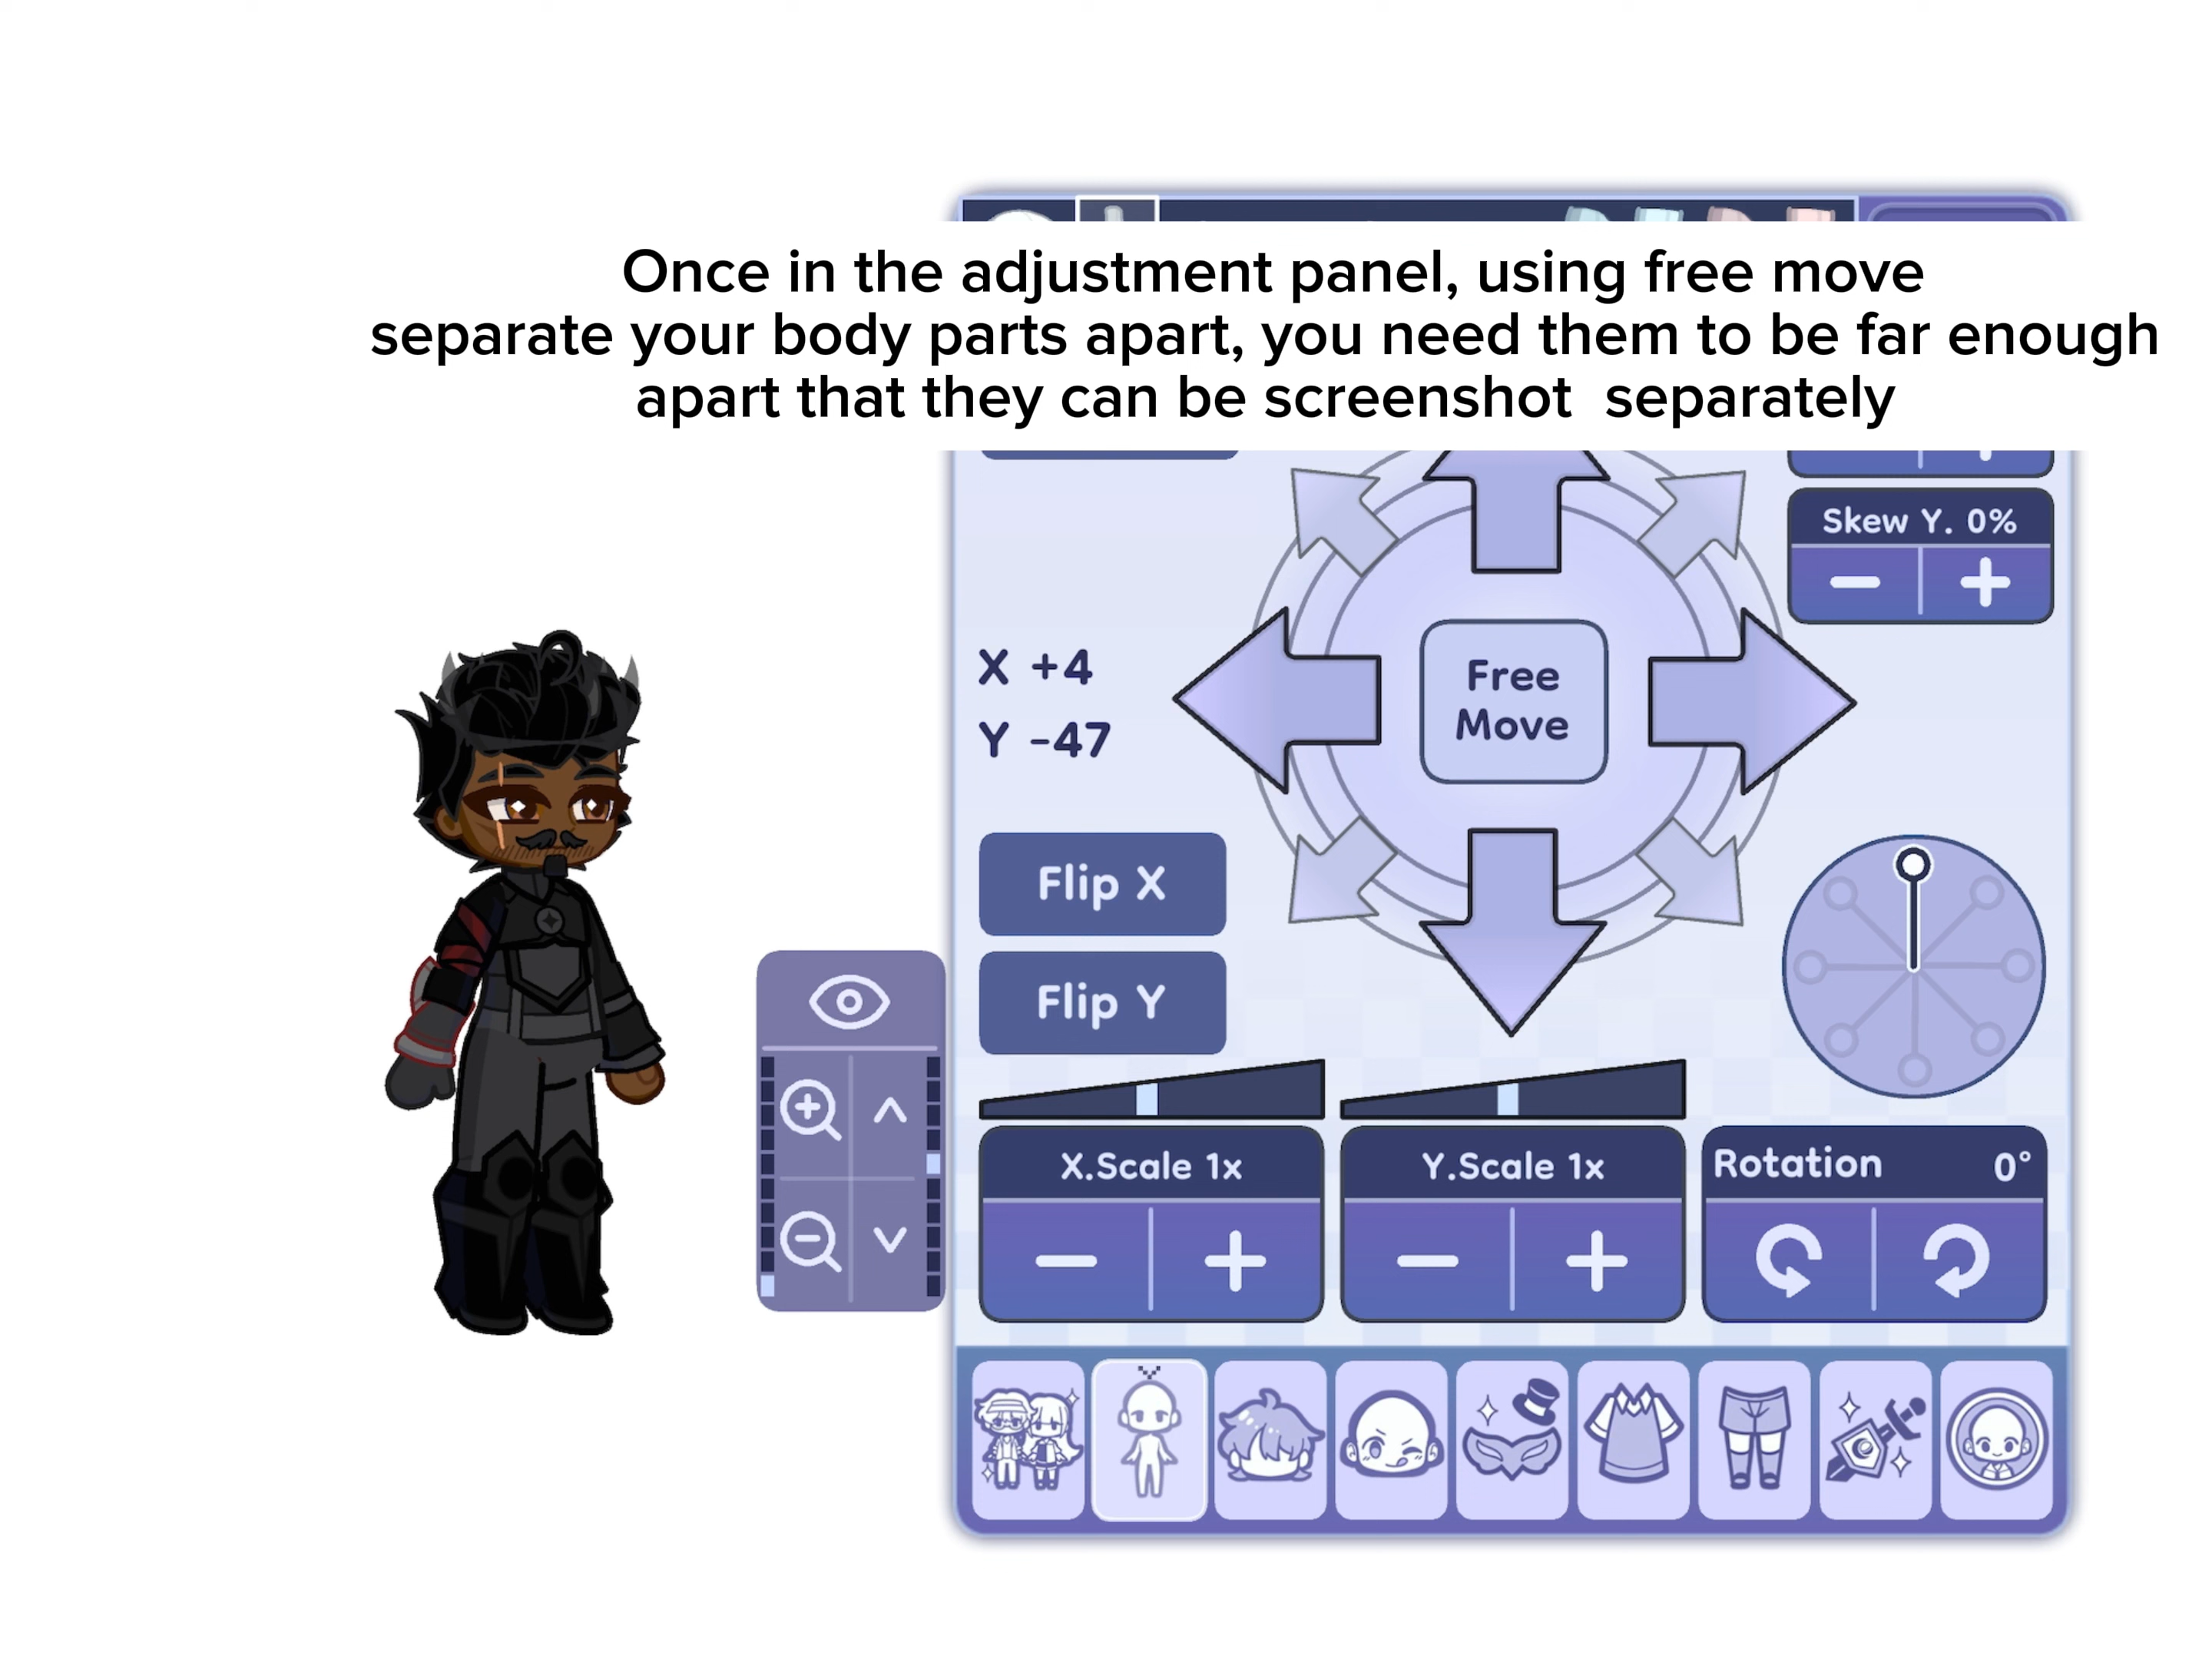 Once in the adjustment panel, using free move
separate your body parts apart, you need them to be far enough
apart that they can be screenshot  separately
Skew Y. 0%
X +4
Y -47
Free
Move
Flip X
Flip Y
X.Scale 1x
Y.Scale 1x
Rotation 0°